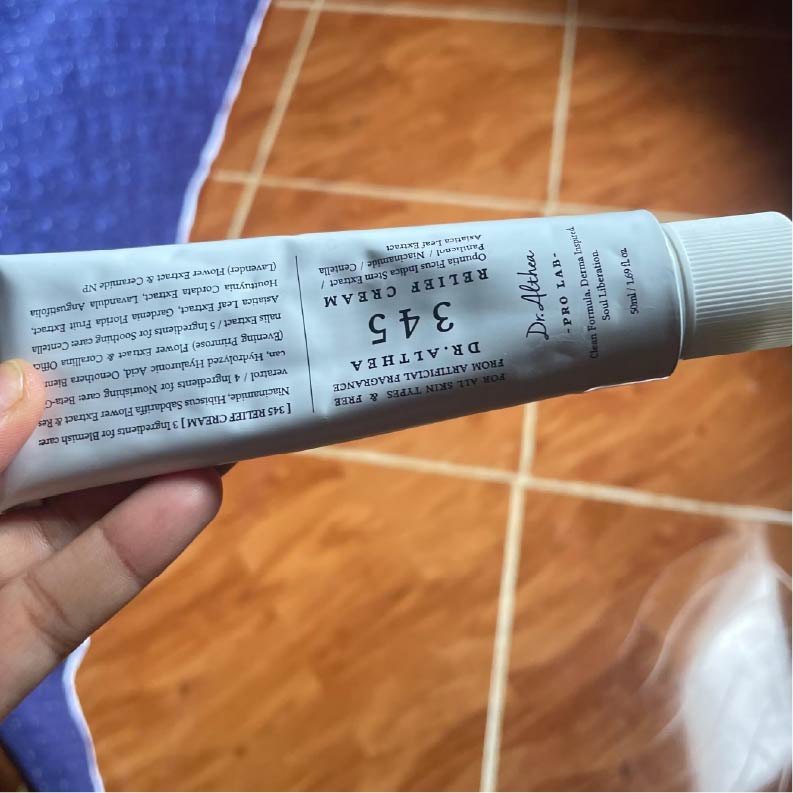 Dr.Althea
- PRO LAB -
Clean Formula, Derma Inspired
Soul Liberation.
50ml / 1.69 fl. oz
FOR ALL SKIN TYPES & FREE
FROM ARTIFICIAL FRAGRANCE
DR.ALTHEA
345
RELIEF CREAM
Opuntia Ficus Indica Stem Extract /
Panthenol / Niacinamide / Centella
Asiatica Leaf Extract
[ 345 RELIEF CREAM ] 3 Ingredients for Blemish care:
Niacinamide, Hibiscus Sabdariffa Flower Extract & Res
veratrol / 4 Ingredients for Nourishing care: Beta-G
can, Hydrolyzed Hyaluronic Acid, Oenothera Bien
(Evening Primrose) Flower Extract & Corallina Offici
nalis Extract / 5 Ingredients for Soothing care: Centella
Asiatica Leaf Extract, Gardenia Florida Fruit Extract,
Houttuynia Cordata Extract, Lavandula Angustifolia
(Lavender) Flower Extract & Ceramide NP